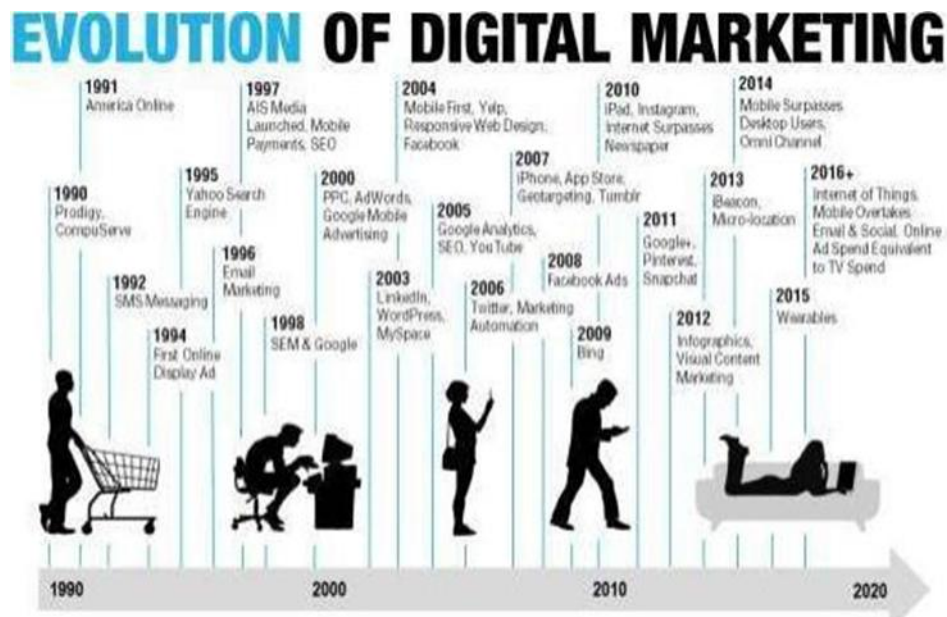 EVOLUTION OF DIGITAL MARKETING
1990
Prodigy,
CompuServe
1991
America Online
1992
SMS Messaging
1994
First Online
Display Ad
1995
Yahoo Search
Engine
1996
Email
Marketing
1997
AIS Media
Launched, Mobile
Payments, SEO
1998
SEM & Google
2000
PPC, AdWords,
Google Mobile
Advertising
2003
LinkedIn,
WordPress,
MySpace
2004
Mobile First, Yelp,
Responsive Web Design,
Facebook
2005
Google Analytics,
SEO, YouTube
2006
Twitter, Marketing
Automation
2007
iPhone, App Store,
Geotargeting, Tumblr
2008
Facebook Ads
2009
Bing
2010
iPad, Instagram,
Internet Surpasses
Newspaper
2011
Google+,
Pinterest,
Snapchat
2012
Infographics,
Visual Content
Marketing
2013
iBeacon,
Micro-location
2014
Mobile Surpasses
Desktop Users,
Omni Channel
2015
Wearables
2016+
Internet of Things,
Mobile Overtakes
Email & Social, Online
Ad Spend Equivalent
to TV Spend
1990
2000
2010
2020